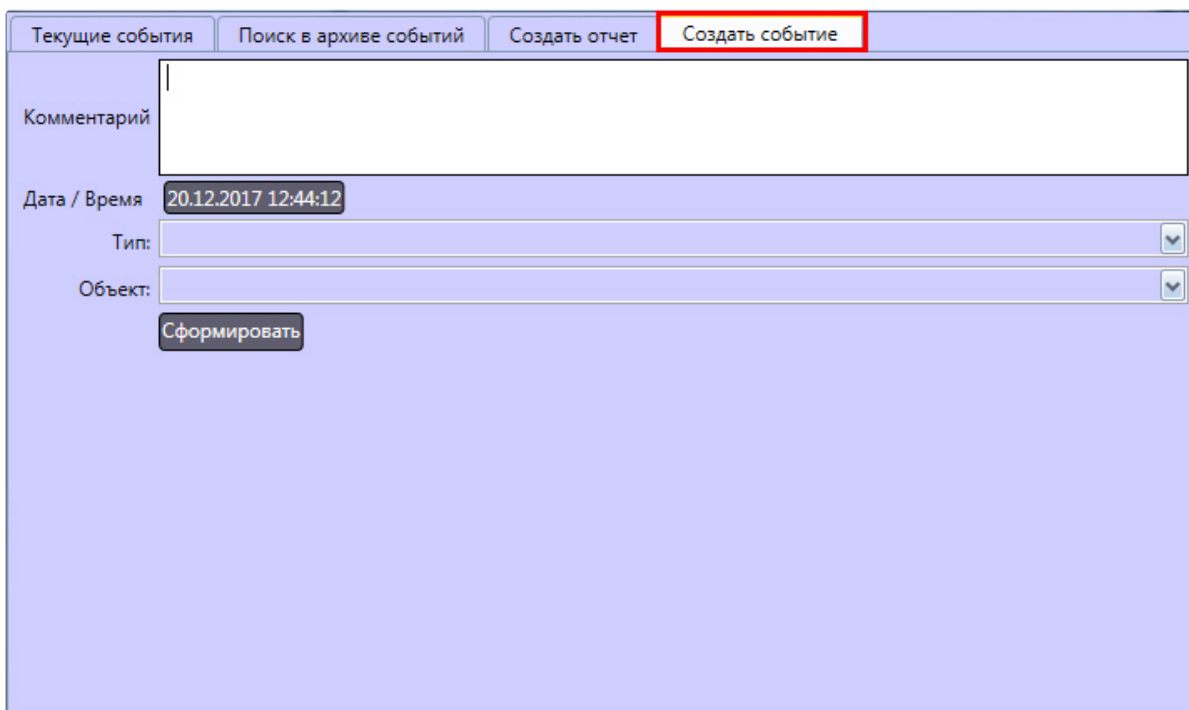 Текущие события
Поиск в архиве событий
Создать отчет
Создать событие
Комментарий
Дата / Время 20.12.2017 12:44:12
Тип:
Объект:
Сформировать